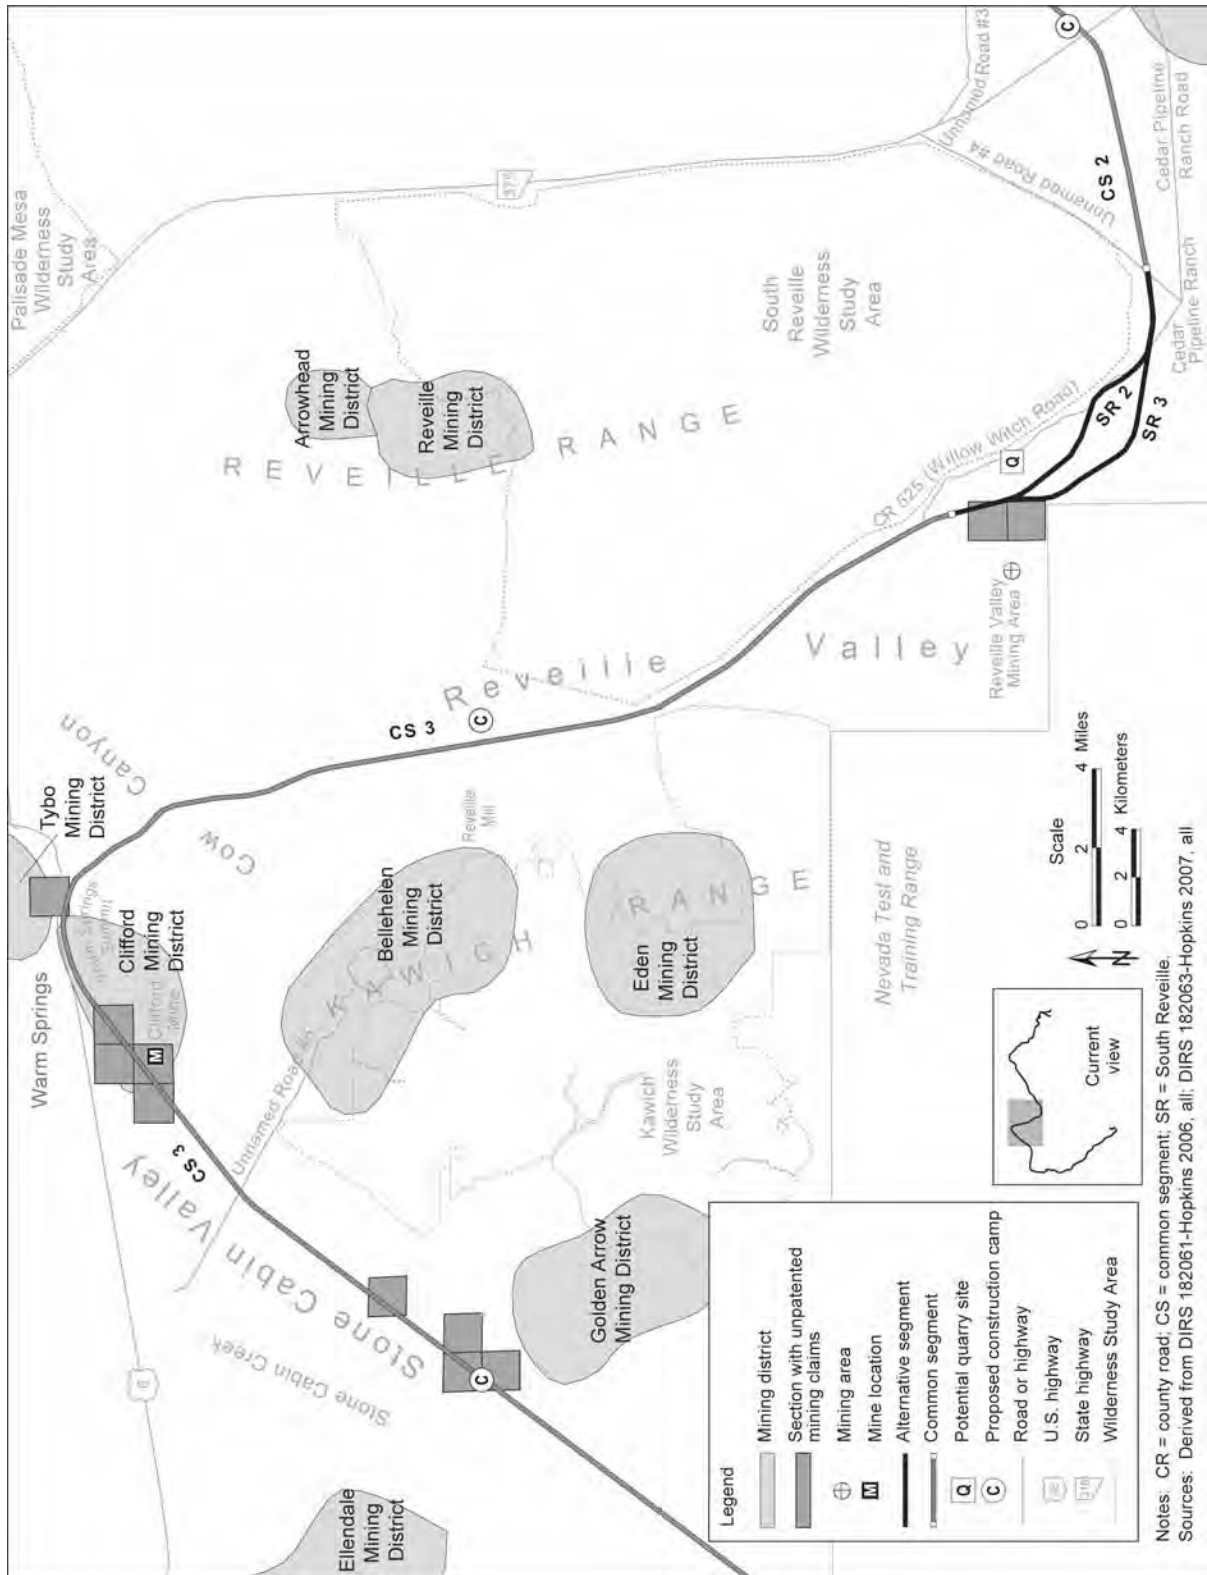 Palisade Mesa
Wilderness
Study
Area
Tybo
Mining
District
Canyon
Cow
Warm Springs
Warm Springs
Summit
Clifford
Mining
District
Clifford
Mine
M
CS 3
Valley
Stone Cabin
Stone Cabin Creek
6
Unnamed Road
Ellendale
Mining
District
C
Golden Arrow
Mining District
Bellehelen
Mining
District
KAWICH
RANGE
Reveille
Mill
Eden
Mining
District
Kawich
Wilderness
Study
Area
Arrowhead
Mining
District
Reveille
Mining
District
REVEILLE RANGE
375
South
Reveille
Wilderness
Study
Area
CS 3
C
Reveille
Valley
CR 525 (Willow Witch Road)
Q
SR 2
SR 3
Reveille Valley
Mining Area
Unnamed Road #3
Unnamed Road #4
C
CS 2
Cedar Pipeline
Ranch Road
Cedar
Pipeline Ranch
Nevada Test and
Training Range
Legend
Mining district
Section with unpatented
mining claims
Mining area
M Mine location
Alternative segment
Common segment
Q Potential quarry site
C Proposed construction camp
Road or highway
U.S. highway
State highway
Wilderness Study Area
Current
view
N
Scale
0 2 4 Miles
0 2 4 Kilometers
Notes: CR = county road; CS = common segment; SR = South Reveille.
Sources: Derived from DIRS 182061-Hopkins 2006, all; DIRS 182063-Hopkins 2007, all.